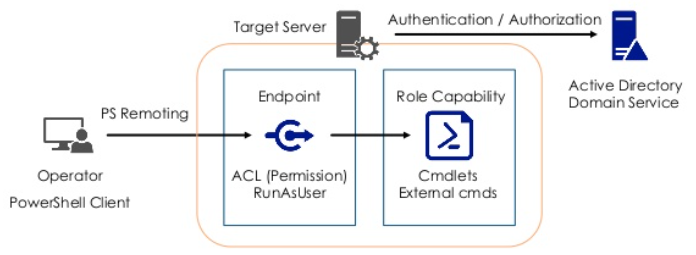 Target Server
Authentication / Authorization
Active Directory
Domain Service
PS Remoting
Operator
PowerShell Client
Endpoint
ACL (Permission)
RunAsUser
Role Capability
Cmdlets
External cmds